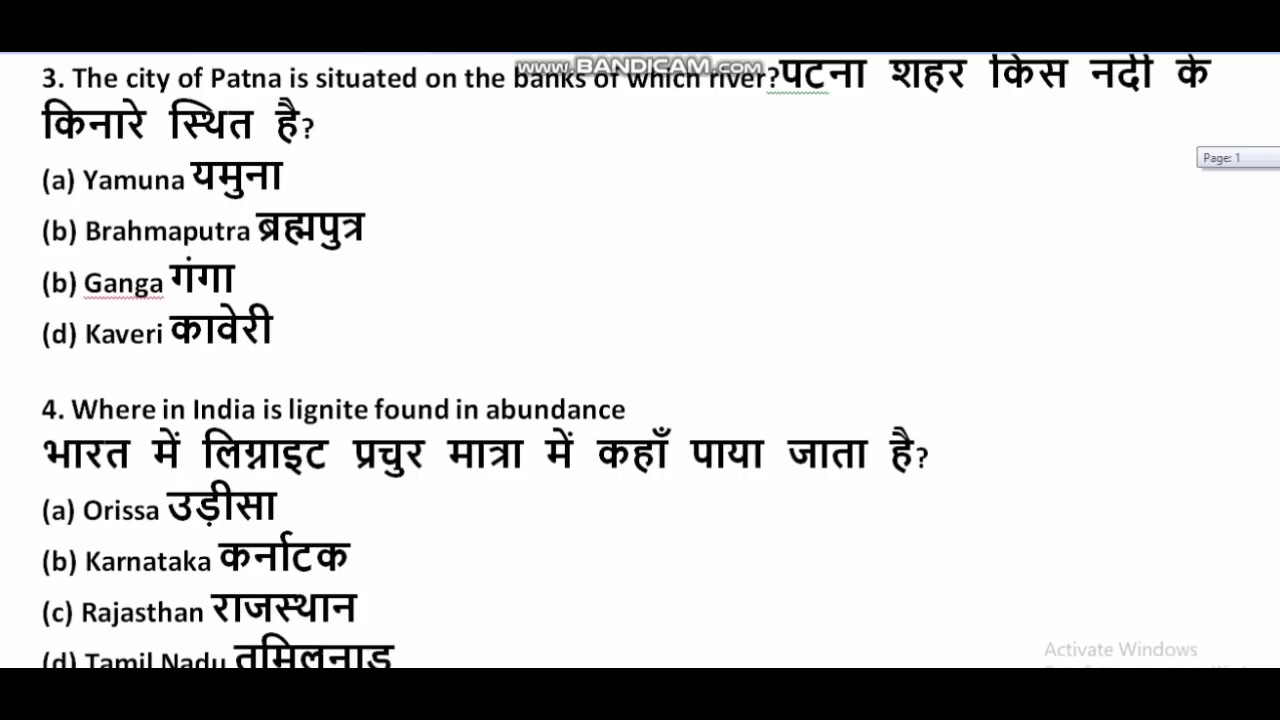 www.BANDICAM.com
3. The city of Patna is situated on the banks of which river?पटना शहर किस नदी के
किनारे स्थित है?
Page: 1
(a) Yamuna यमुना
(b) Brahmaputra ब्रह्मपुत्र
(b) Ganga गंगा
(d) Kaveri कावेरी
4. Where in India is lignite found in abundance
भारत में लिग्नाइट प्रचुर मात्रा में कहाँ पाया जाता है?
(a) Orissa उड़ीसा
(b) Karnataka कर्नाटक
(c) Rajasthan राजस्थान
(d) Tamil Nadu तमिलनाडु
Activate Windows